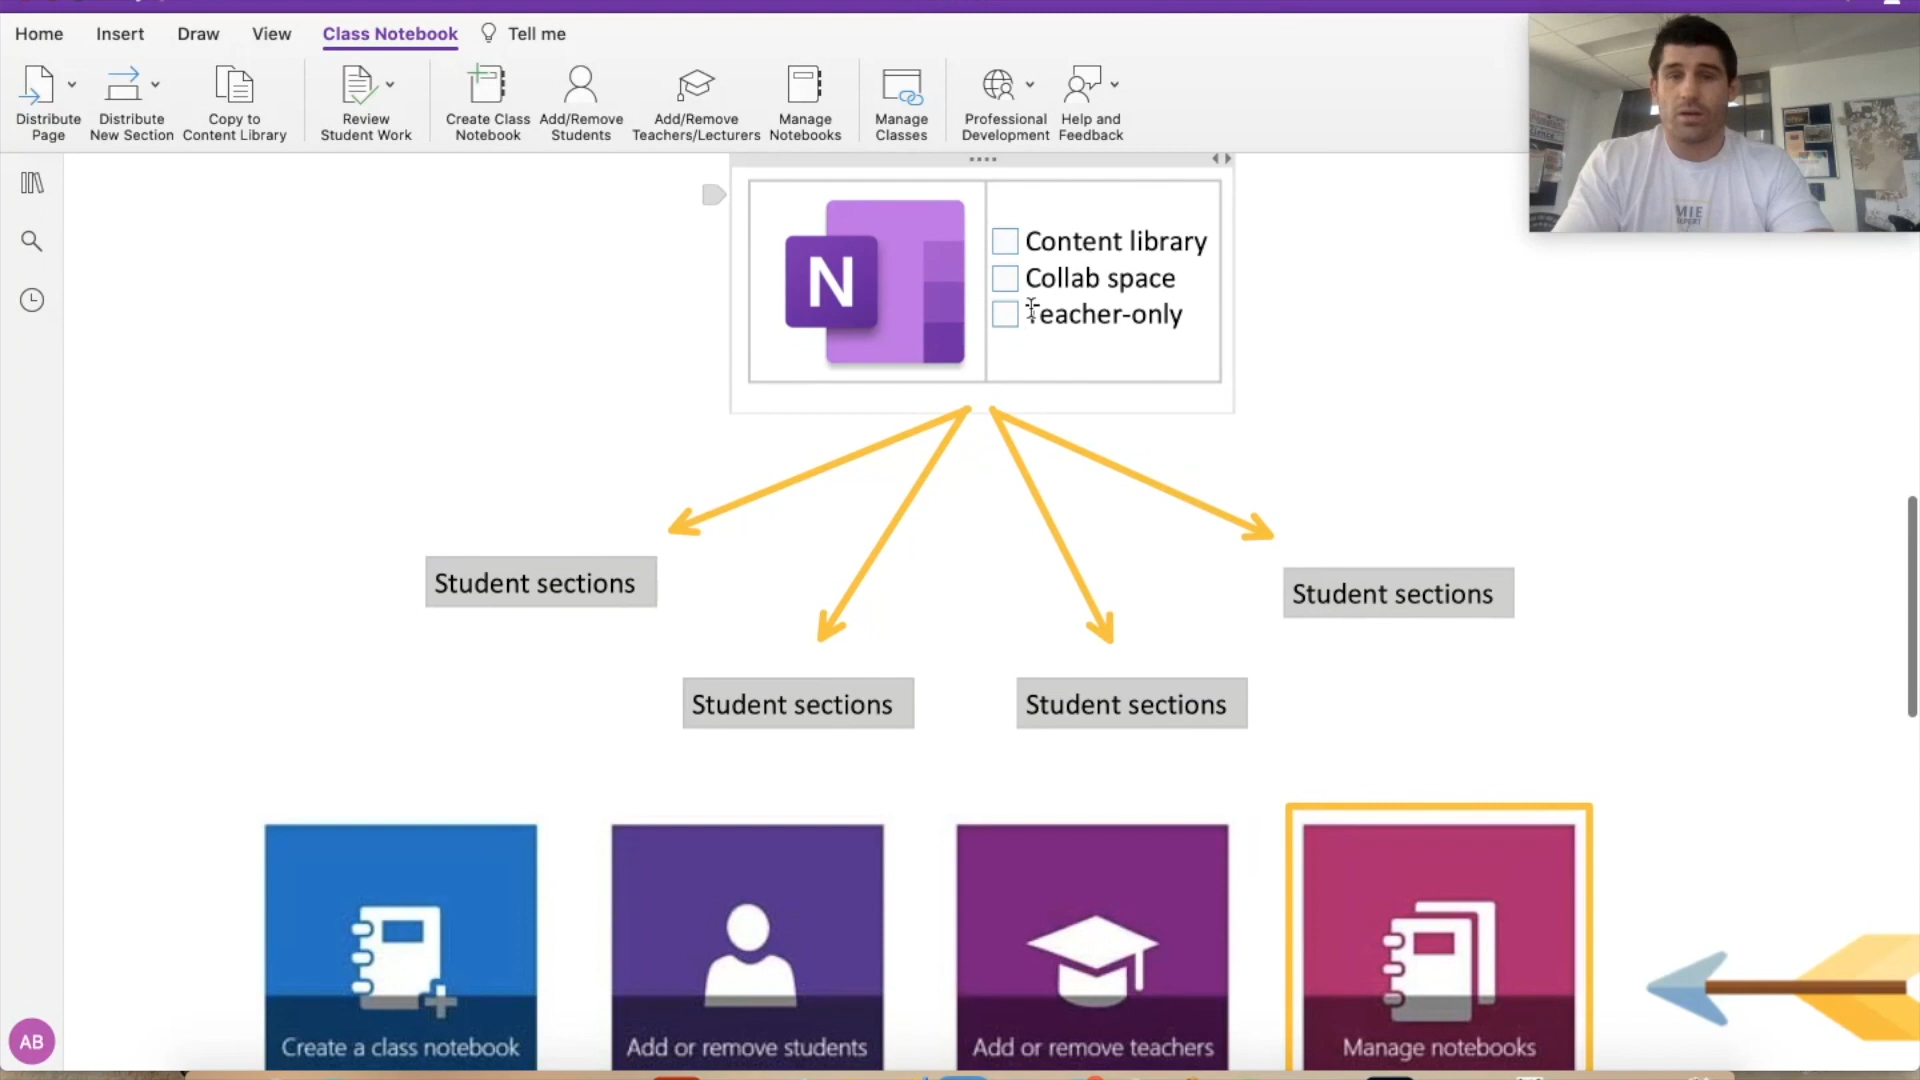 Home Insert Draw View Class Notebook Tell me
Distribute Page
Distribute New Section
Copy to Content Library
Review Student Work
Create Class Notebook
Add/Remove Students
Add/Remove Teachers/Lecturers
Manage Notebooks
Manage Classes
Professional Development
Help and Feedback
MIE
EXPERT
N
Content library
Collab space
Teacher-only
Student sections
Student sections
Student sections
Student sections
Create a class notebook
Add or remove students
Add or remove teachers
Manage notebooks
AB